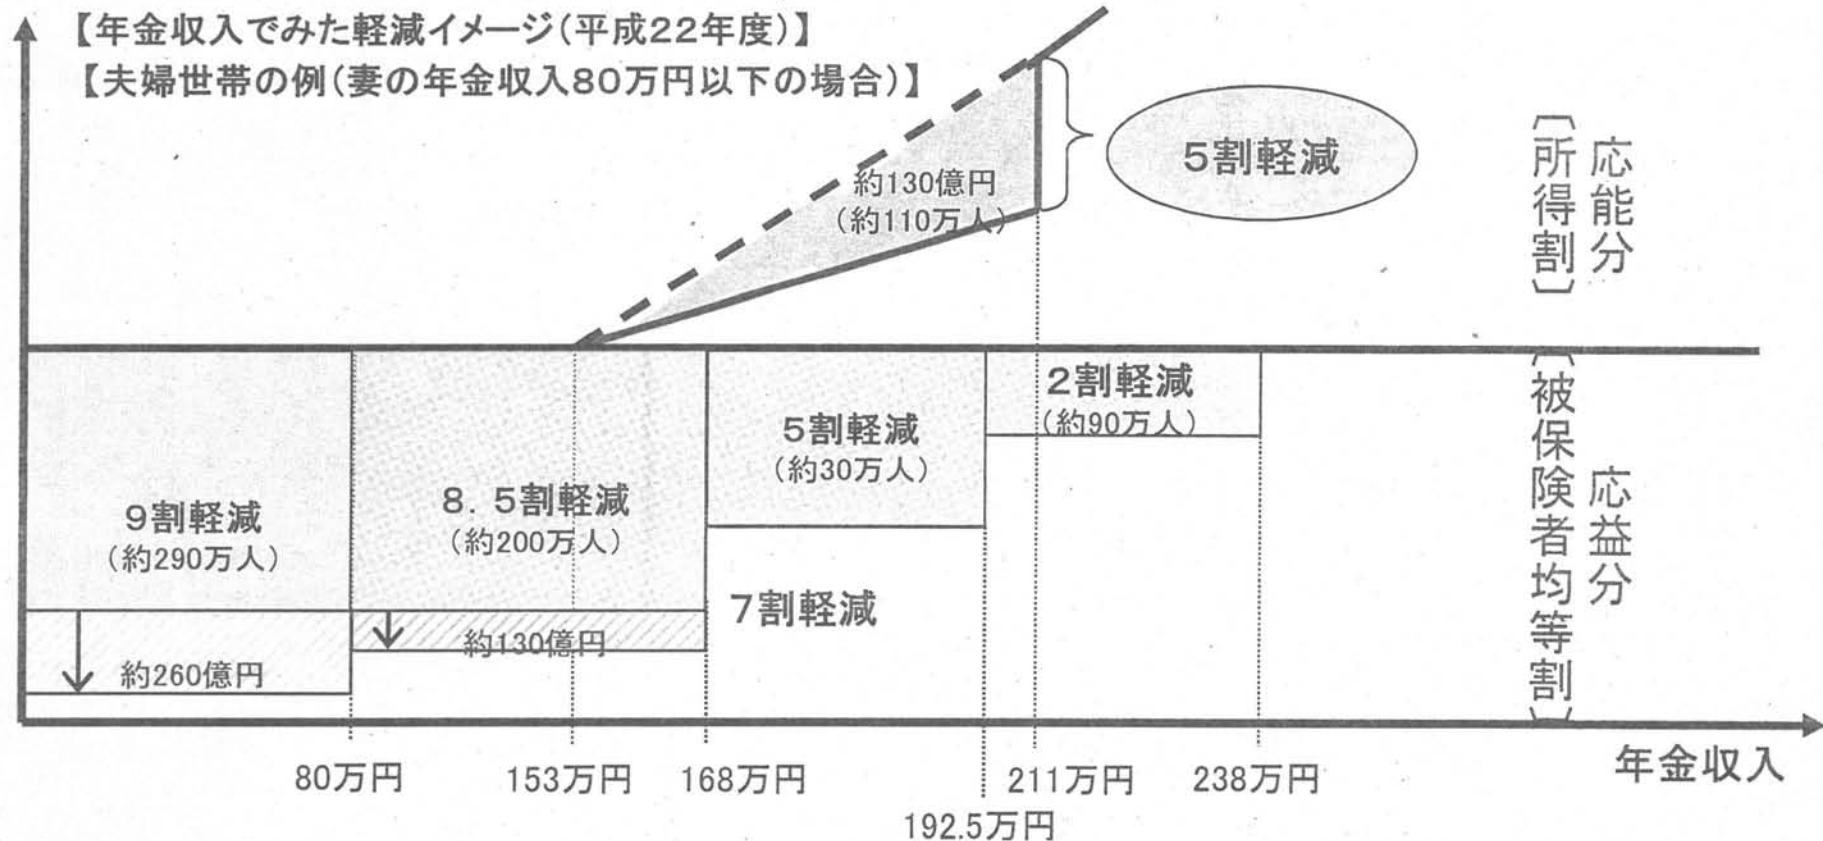 【年金収入でみた軽減イメージ(平成22年度)】
【夫婦世帯の例(妻の年金収入80万円以下の場合)】
約130億円
(約110万人)
5割軽減
応能分
[所得割]
9割軽減
(約290万人)
8.5割軽減
(約200万人)
5割軽減
(約30万人)
2割軽減
(約90万人)
7割軽減
約260億円
約130億円
応益分
[被保険者均等割]
80万円
153万円
168万円
192.5万円
211万円
238万円
年金収入